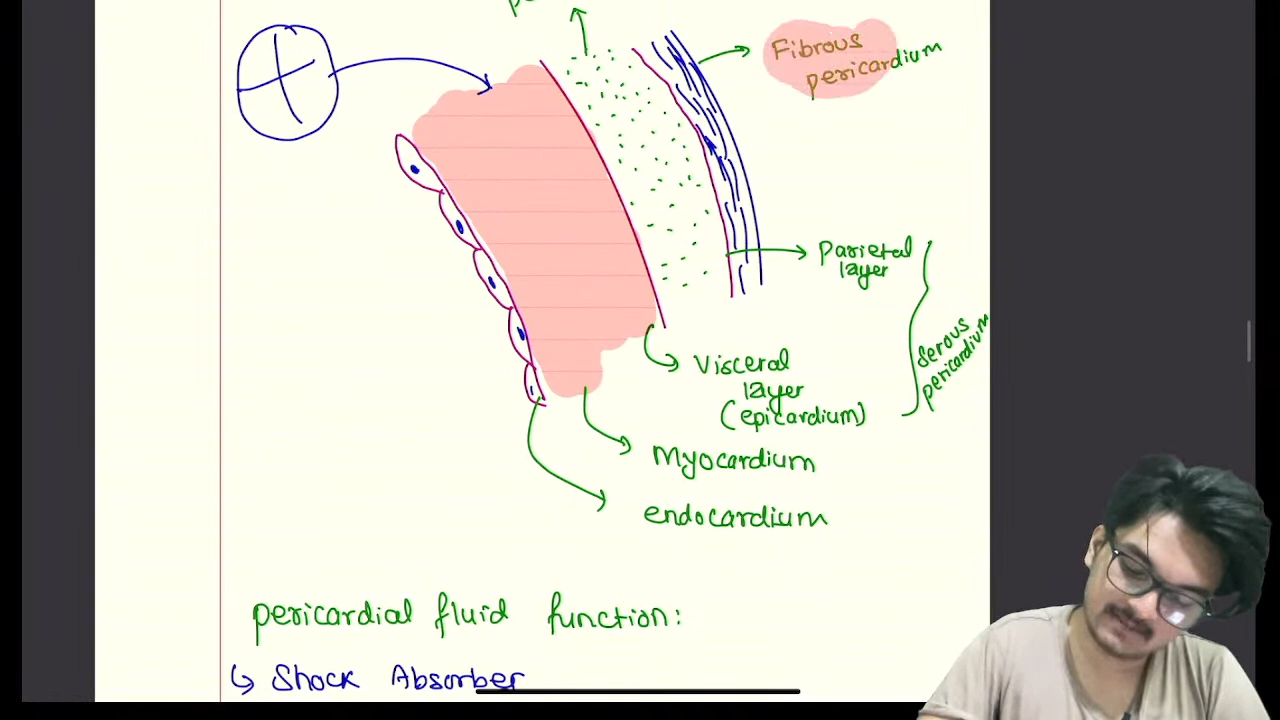 Fibrous
pericardium
parietal
layer
serous
pericardium
Visceral
layer
(epicardium)
Myocardium
endocardium
pericardial fluid function:
↳ Shock Absorber